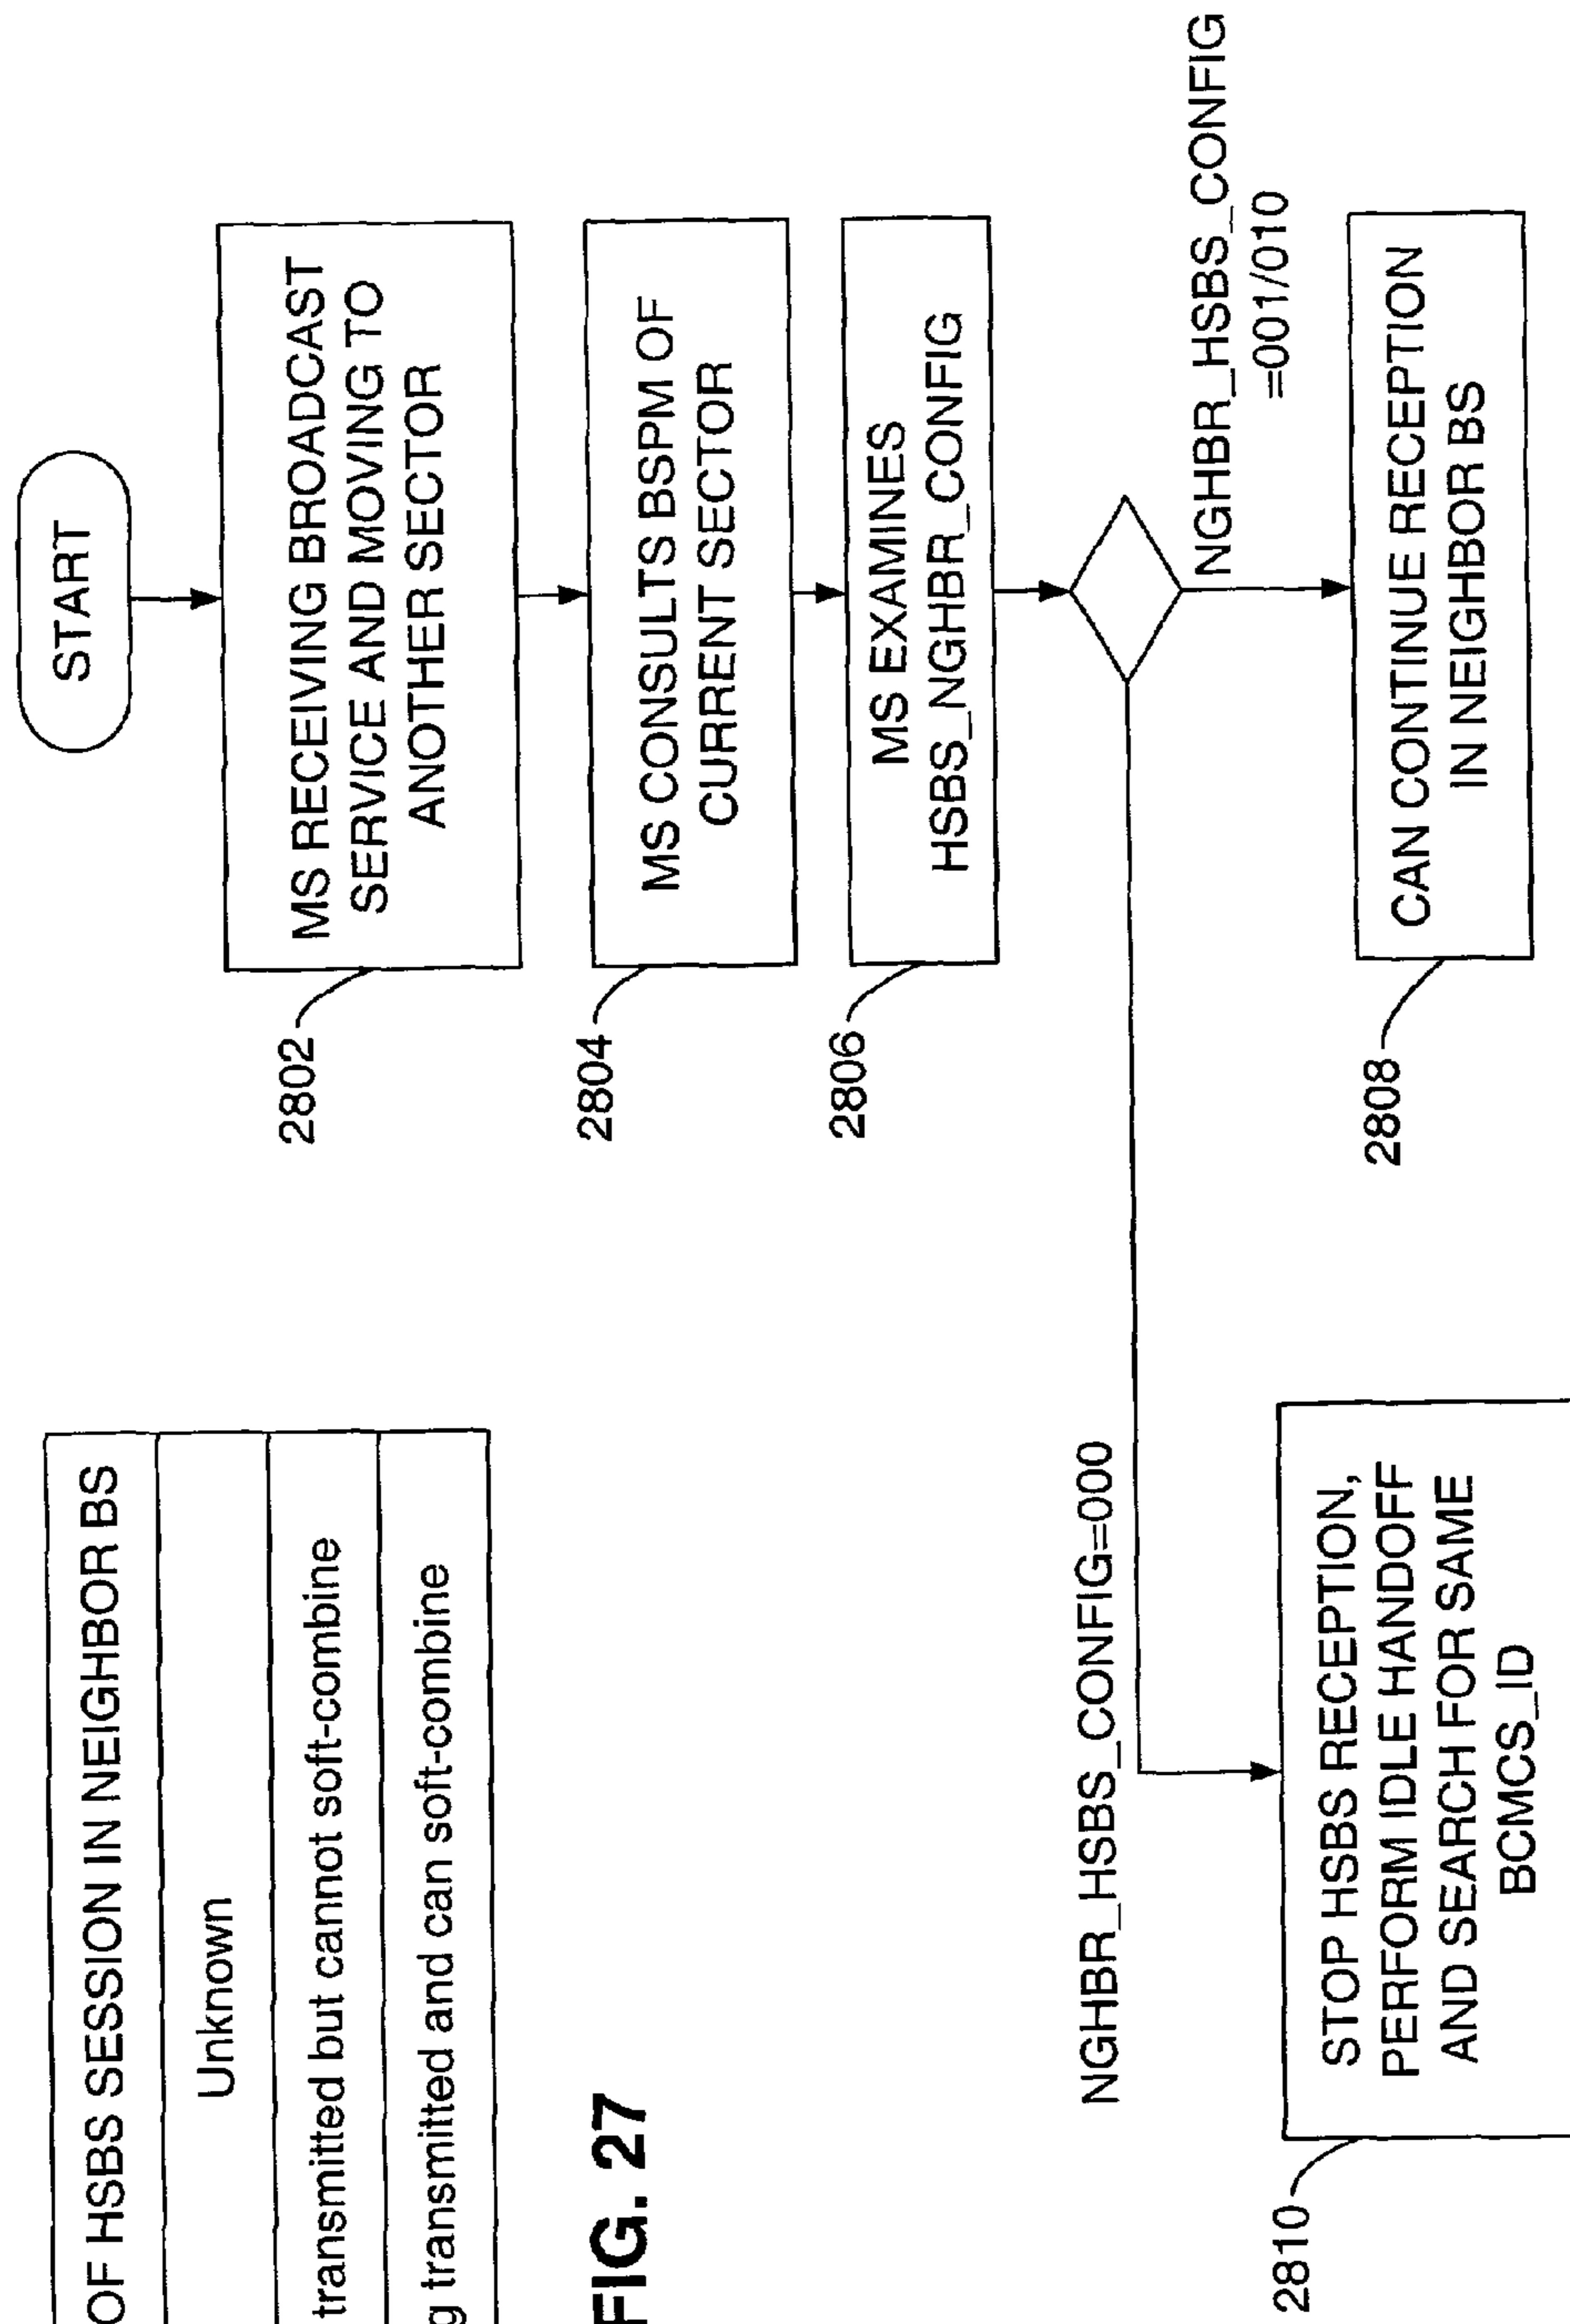 OF HSBS SESSION IN NEIGHBOR BS
Unknown
transmitted but cannot soft-combine
transmitted and can soft-combine
FIG. 27
START
MS RECEIVING BROADCAST
SERVICE AND MOVING TO
ANOTHER SECTOR
2802
MS CONSULTS BSPM OF
CURRENT SECTOR
2804
MS EXAMINES
HSBS_NGHBR_CONFIG
2806
NGHBR_HSBS_CONFIG
=001/010
CAN CONTINUE RECEPTION
IN NEIGHBOR BS
2808
NGHBR_HSBS_CONFIG=000
STOP HSBS RECEPTION,
PERFORM IDLE HANDOFF
AND SEARCH FOR SAME
BCMCS_ID
2810